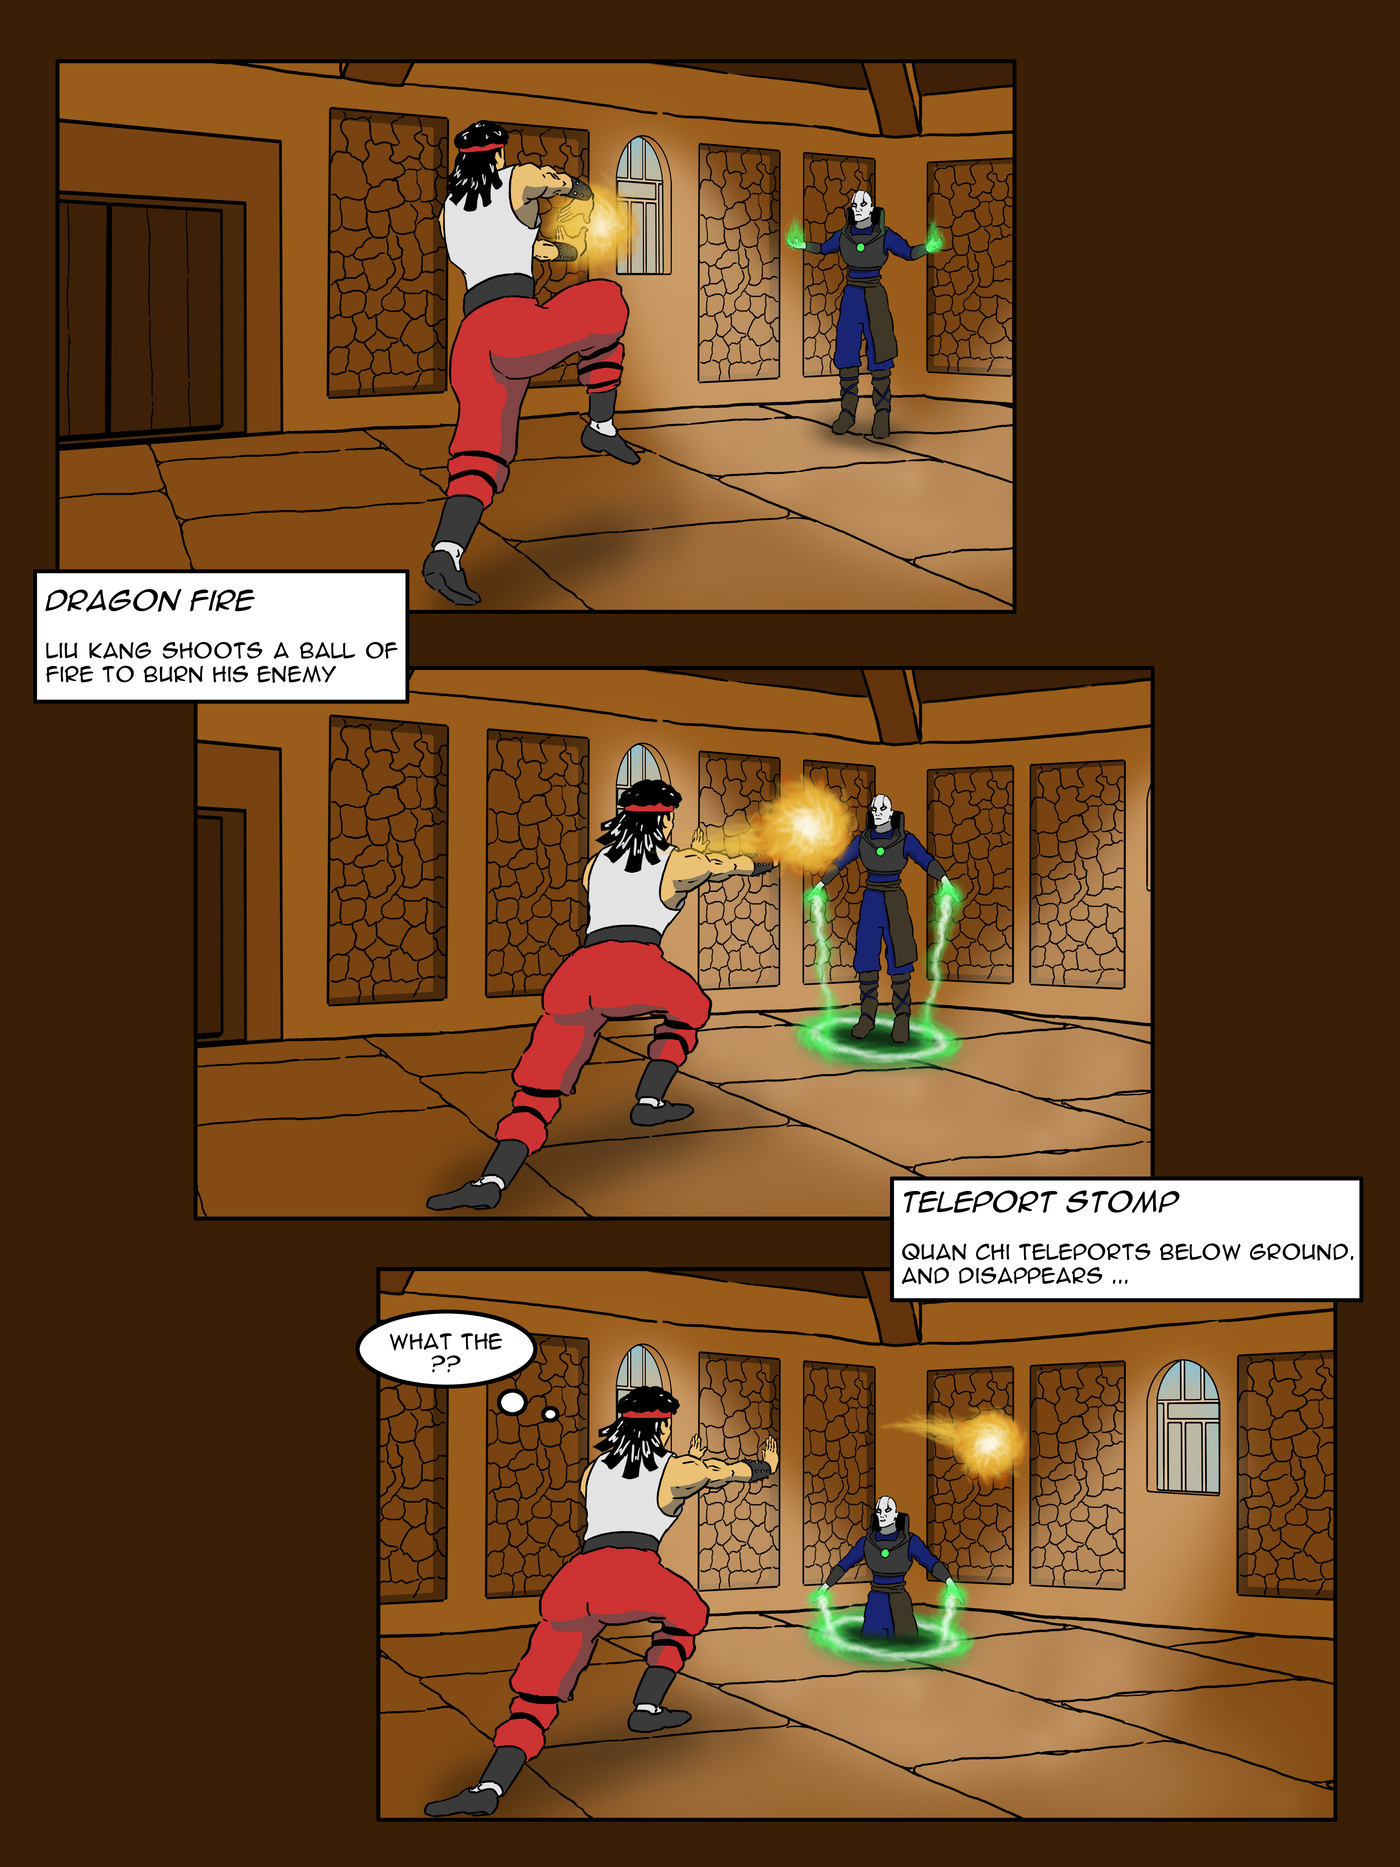 DRAGON FIRE
LIU KANG SHOOTS A BALL OF
FIRE TO BURN HIS ENEMY
TELEPORT STOMP
QUAN CHI TELEPORTS BELOW GROUND.
AND DISAPPEARS ...
WHAT THE
??